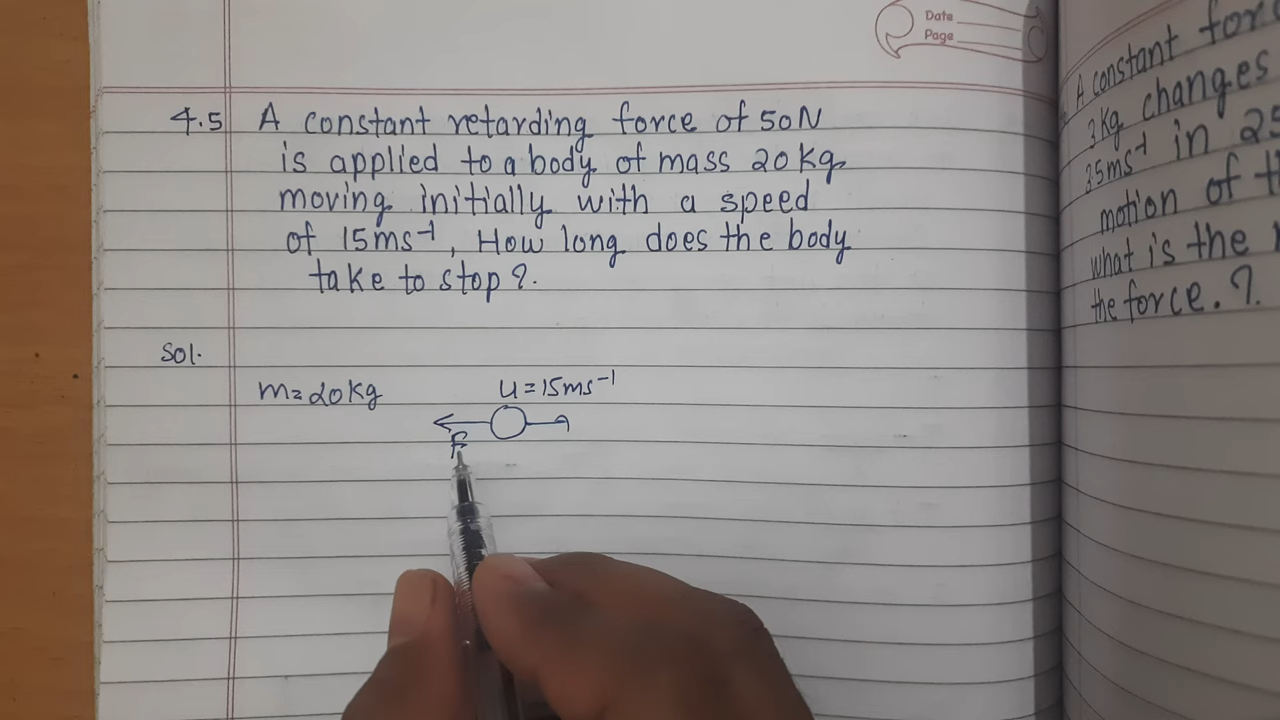 Date
Page
4.5 A constant retarding force of 50N
is applied to a body of mass 20kg
moving initially with a speed
of 15ms⁻¹, How long does the body
take to stop?.
Sol.
m=20kg
u=15ms⁻¹
F
A constant for
3kg changes
3.5ms⁻¹ in 25
motion of t
what is the
the force.?